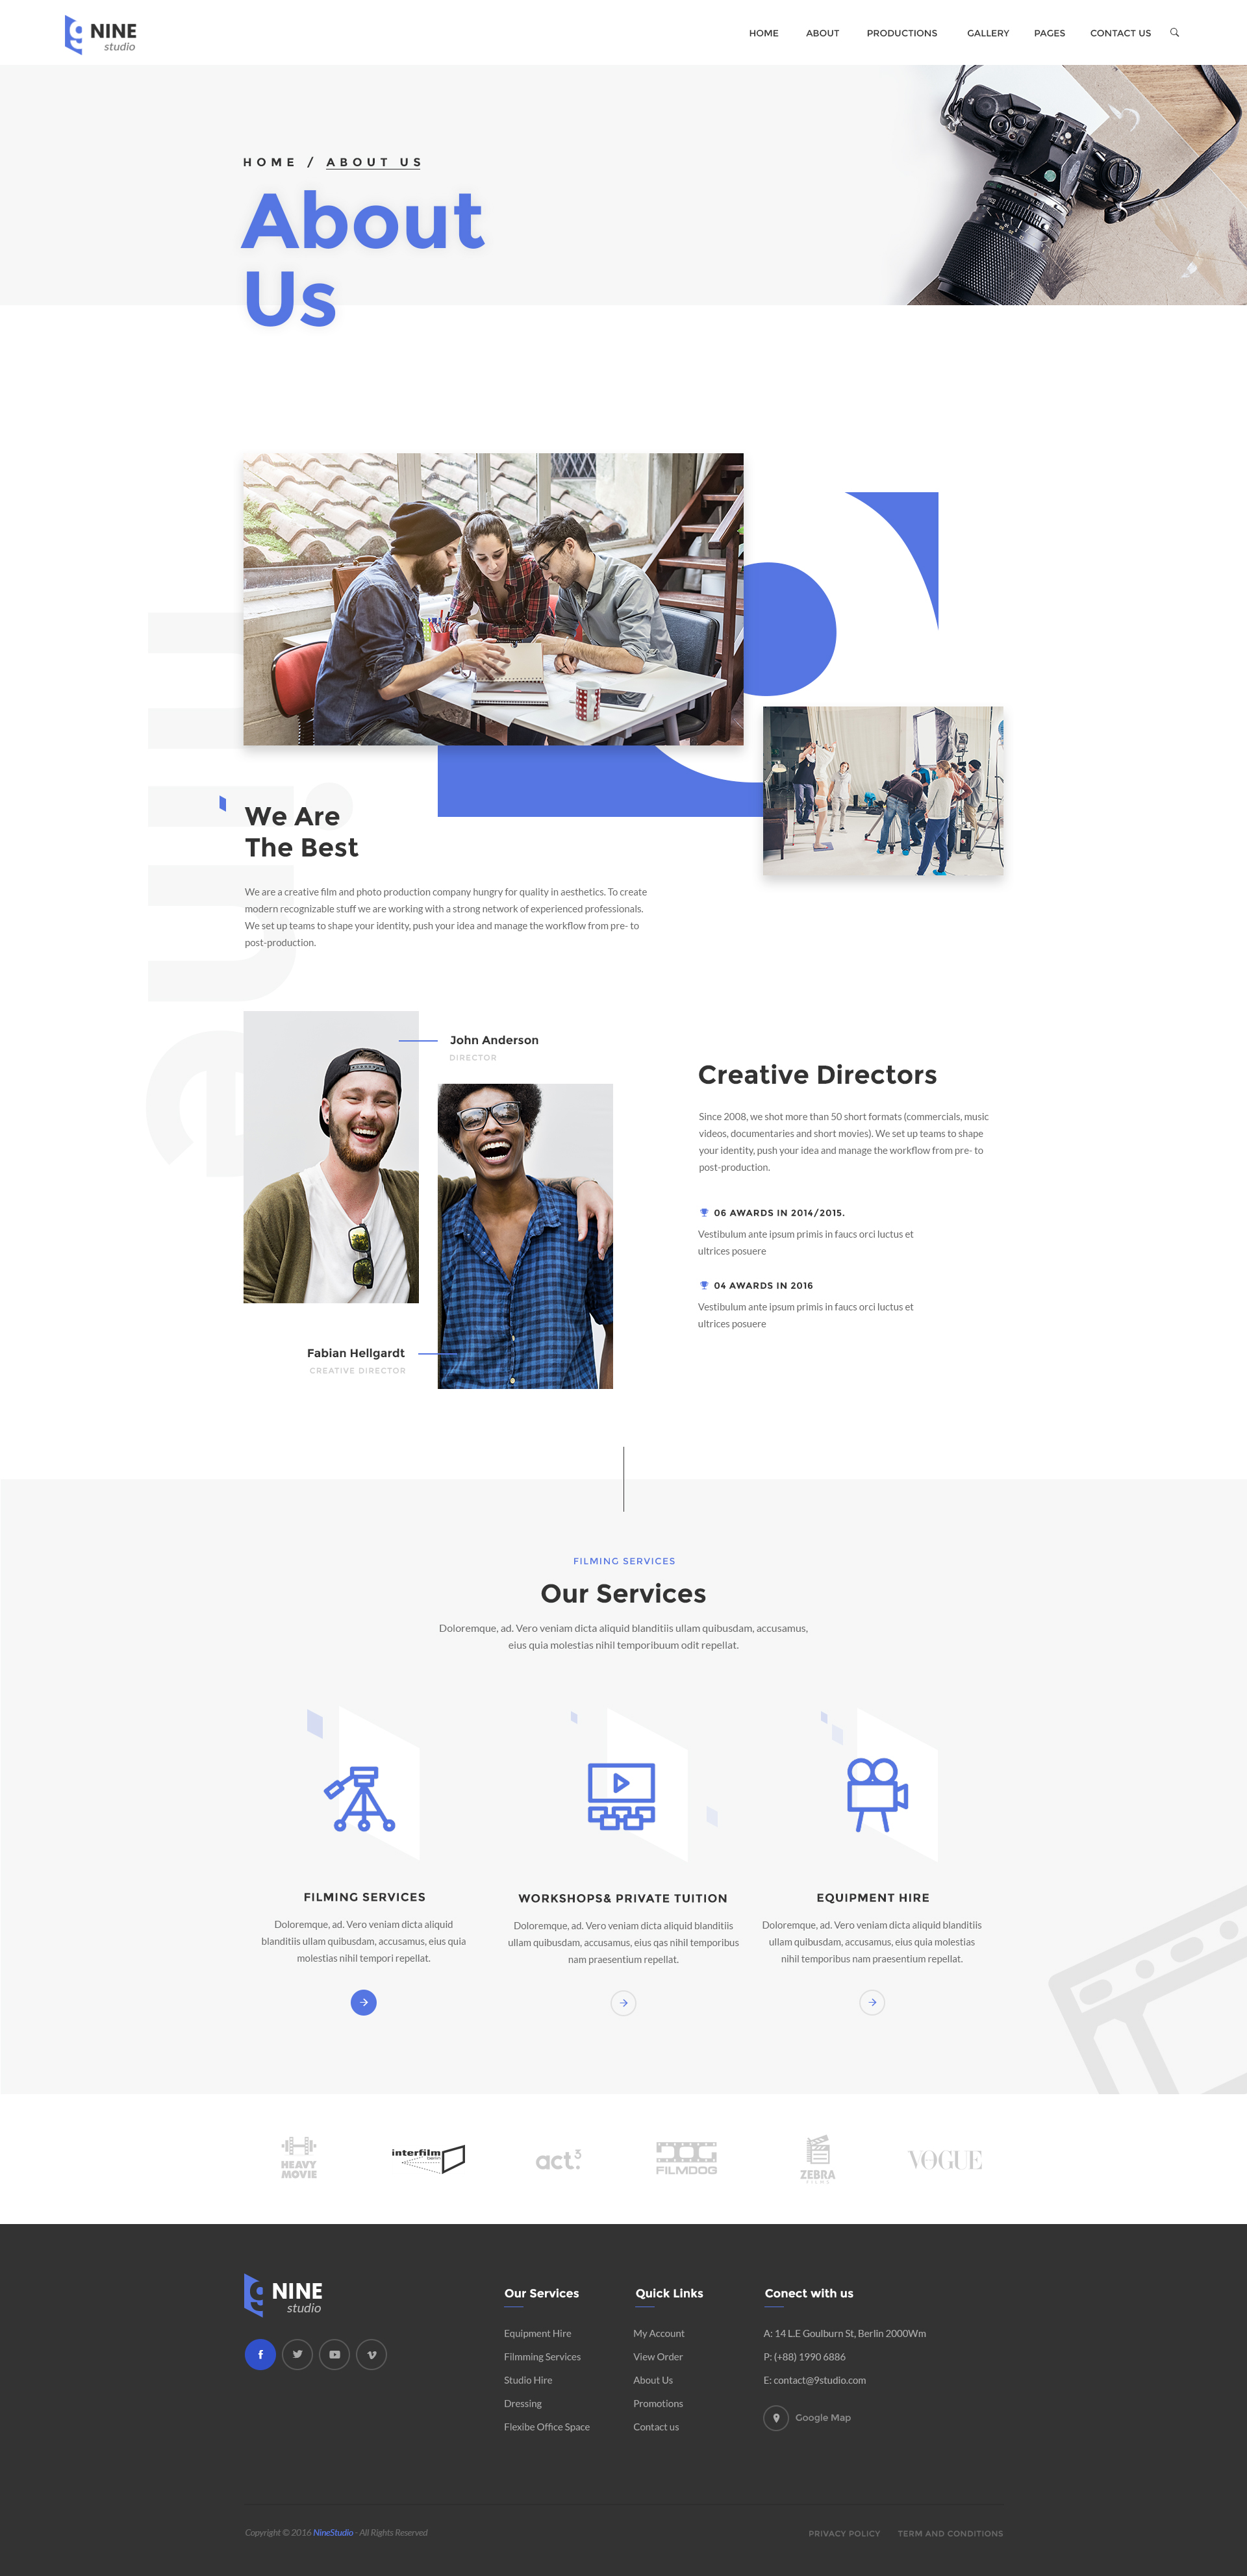 9 NINE
studio
HOME ABOUT PRODUCTIONS GALLERY PAGES CONTACT US
HOME / ABOUT US
About
Us
nine
We Are
The Best
We are a creative film and photo production company hungry for quality in aesthetics. To create
modern recognizable stuff we are working with a strong network of experienced professionals.
We set up teams to shape your identity, push your idea and manage the workflow from pre- to
post-production.
John Anderson
DIRECTOR
Fabian Hellgardt
CREATIVE DIRECTOR
Creative Directors
Since 2008, we shot more than 50 short formats (commercials, music
videos, documentaries and short movies). We set up teams to shape
your identity, push your idea and manage the workflow from pre- to
post-production.
06 AWARDS IN 2014/2015.
Vestibulum ante ipsum primis in faucs orci luctus et
ultrices posuere
04 AWARDS IN 2016
Vestibulum ante ipsum primis in faucs orci luctus et
ultrices posuere
FILMING SERVICES
Our Services
Doloremque, ad. Vero veniam dicta aliquid blanditiis ullam quibusdam, accusamus,
eius quia molestias nihil temporibuum odit repellat.
FILMING SERVICES
Doloremque, ad. Vero veniam dicta aliquid
blanditiis ullam quibusdam, accusamus, eius quia
molestias nihil tempori repellat.
WORKSHOPS& PRIVATE TUITION
Doloremque, ad. Vero veniam dicta aliquid blanditiis
ullam quibusdam, accusamus, eius qas nihil temporibus
nam praesentium repellat.
EQUIPMENT HIRE
Doloremque, ad. Vero veniam dicta aliquid blanditiis
ullam quibusdam, accusamus, eius quia molestias
nihil temporibus nam praesentium repellat.
HEAVY
MOVIE
interfilm
berlin
act3
FILMDOG
ZEBRA
FILMS
VOGUE
9 NINE
studio
Our Services
Equipment Hire
Filmming Services
Studio Hire
Dressing
Flexibe Office Space
Quick Links
My Account
View Order
About Us
Promotions
Contact us
Conect with us
A: 14 L.E Goulburn St, Berlin 2000Wm
P: (+88) 1990 6886
E: contact@9studio.com
Google Map
Copyright © 2016 NineStudio - All Rights Reserved
PRIVACY POLICY TERM AND CONDITIONS